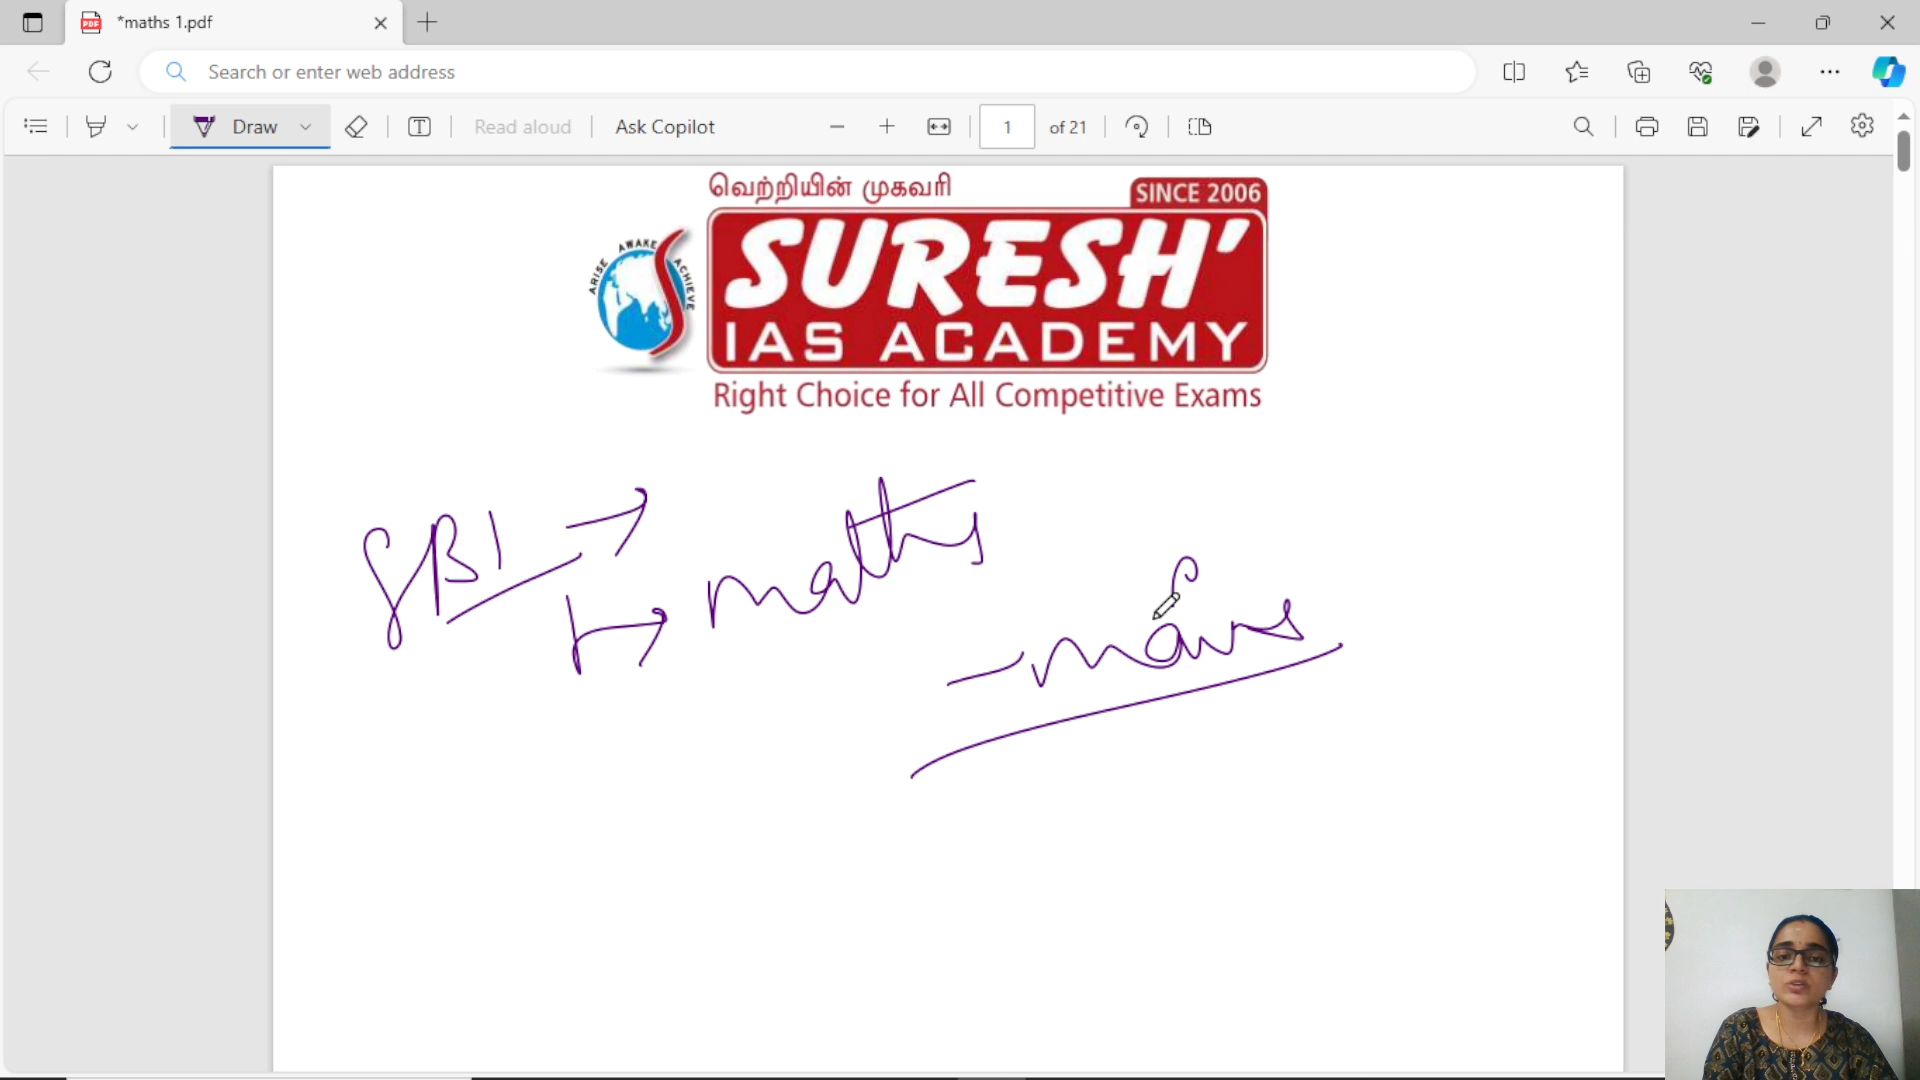 *maths 1.pdf
Search or enter web address
Draw
Read aloud
Ask Copilot
1 of 21
வெற்றியின் முகவரி
SINCE 2006
ARISE AWAKE ACHIEVE
SURESH'
IAS ACADEMY
Right Choice for All Competitive Exams
SBI → maths
- mains